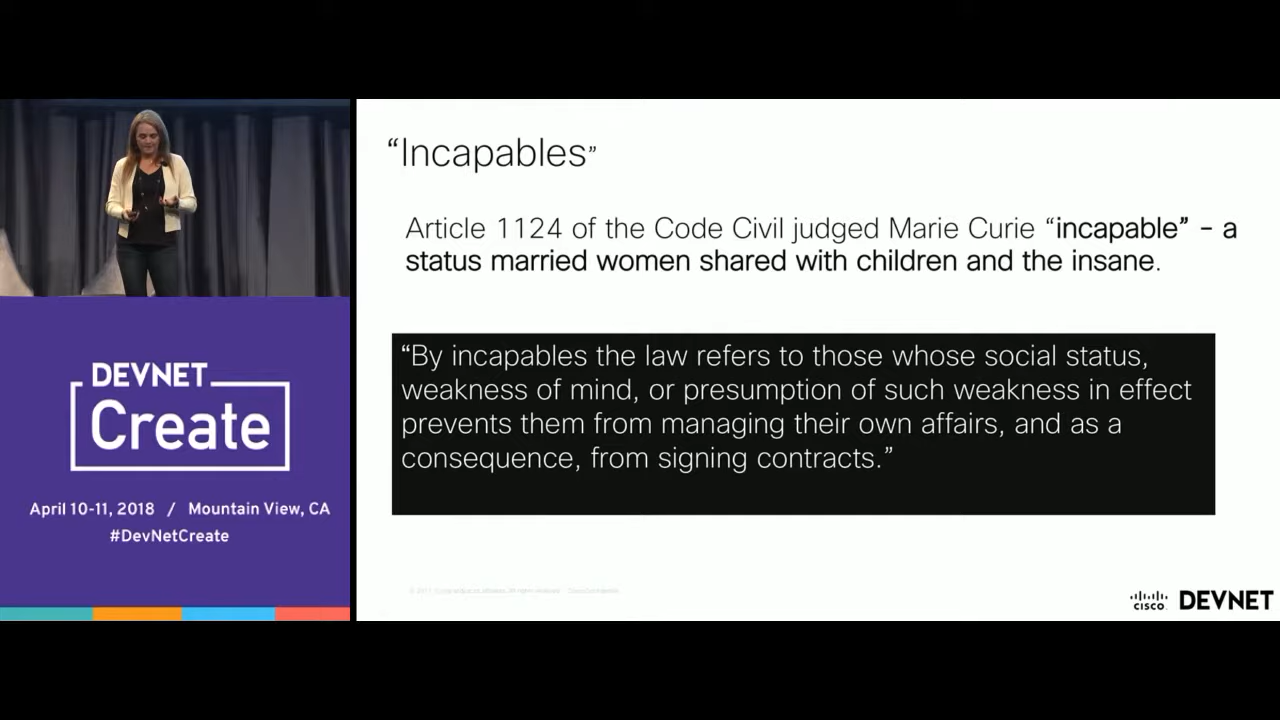 “Incapables”
Article 1124 of the Code Civil judged Marie Curie “incapable” – a
status married women shared with children and the insane.
“By incapables the law refers to those whose social status,
weakness of mind, or presumption of such weakness in effect
prevents them from managing their own affairs, and as a
consequence, from signing contracts.”
DEVNET
Create
April 10-11, 2018 / Mountain View, CA
#DevNetCreate
CISCO DEVNET